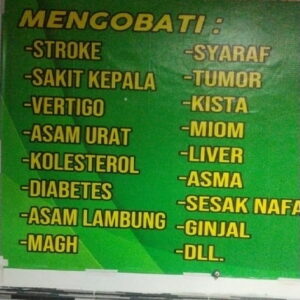 MENGOBATI :
-STROKE
-SAKIT KEPALA
-VERTIGO
-ASAM URAT
-KOLESTEROL
-DIABETES
-ASAM LAMBUNG
-MAGH
-SYARAF
-TUMOR
-KISTA
-MIOM
-LIVER
-ASMA
-SESAK NAFA
-GINJAL
-DLL.